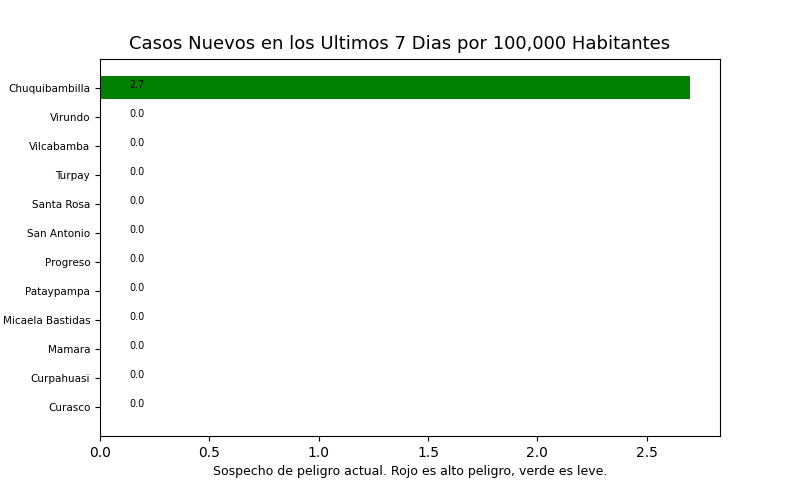 Casos Nuevos en los Ultimos 7 Dias por 100,000 Habitantes
Chuquibambilla 2.7
Virundo 0.0
Vilcabamba 0.0
Turpay 0.0
Santa Rosa 0.0
San Antonio 0.0
Progreso 0.0
Pataypampa 0.0
Micaela Bastidas 0.0
Mamara 0.0
Curpahuasi 0.0
Curasco 0.0
0.0 0.5 1.0 1.5 2.0 2.5
Sospecho de peligro actual. Rojo es alto peligro, verde es leve.